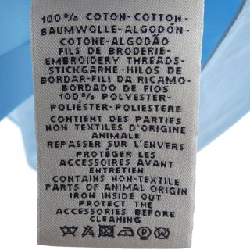 100% COTON-COTTON-
BAUMWOLLE-ALGODÓN-
COTONE-ALGODÃO
FILS DE BRODERIE-
EMBROIDERY THREADS-
STICKGARNE-HILOS DE
BORDAR-FILI DA RICAMO-
BORDADO DE FIOS
100% POLYESTER-
POLIÉSTER-POLIESTERE
CONTIENT DES PARTIES
NON TEXTILES D'ORIGINE
ANIMALE
REPASSER SUR L'ENVERS
PROTÉGER LES
ACCESSOIRES AVANT
ENTRETIEN
CONTAINS NON-TEXTILE
PARTS OF ANIMAL ORIGIN
IRON INSIDE OUT
PROTECT THE
ACCESSORIES BEFORE
CLEANING